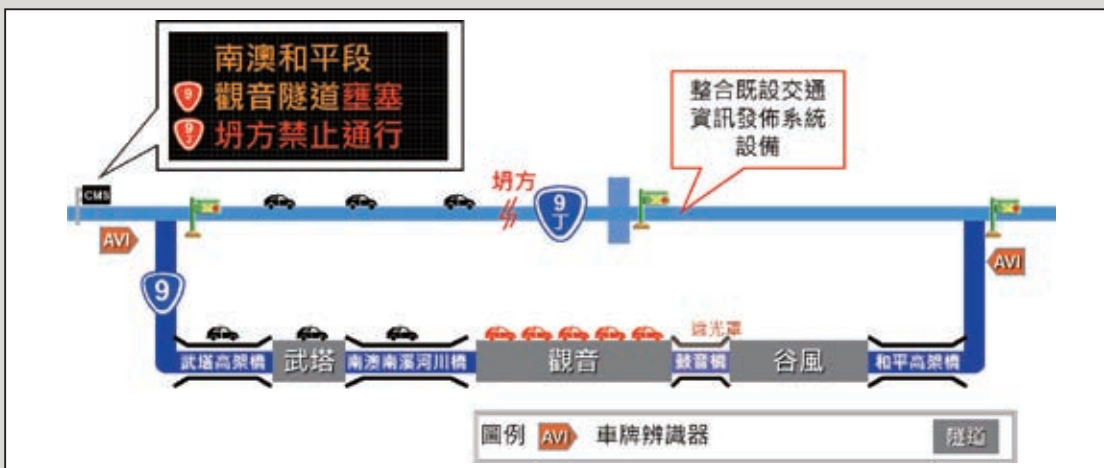 南澳和平段
9 觀音隧道壅塞
9丁 坍方禁止通行
整合既設交通
資訊發佈系統
設備
CMS
坍方
9丁
AVI
AVI
9
遮光罩
武塔高架橋 武塔 南澳南溪河川橋 觀音 鼓音橋 谷風 和平高架橋
圖例 AVI 車牌辨識器 隧道